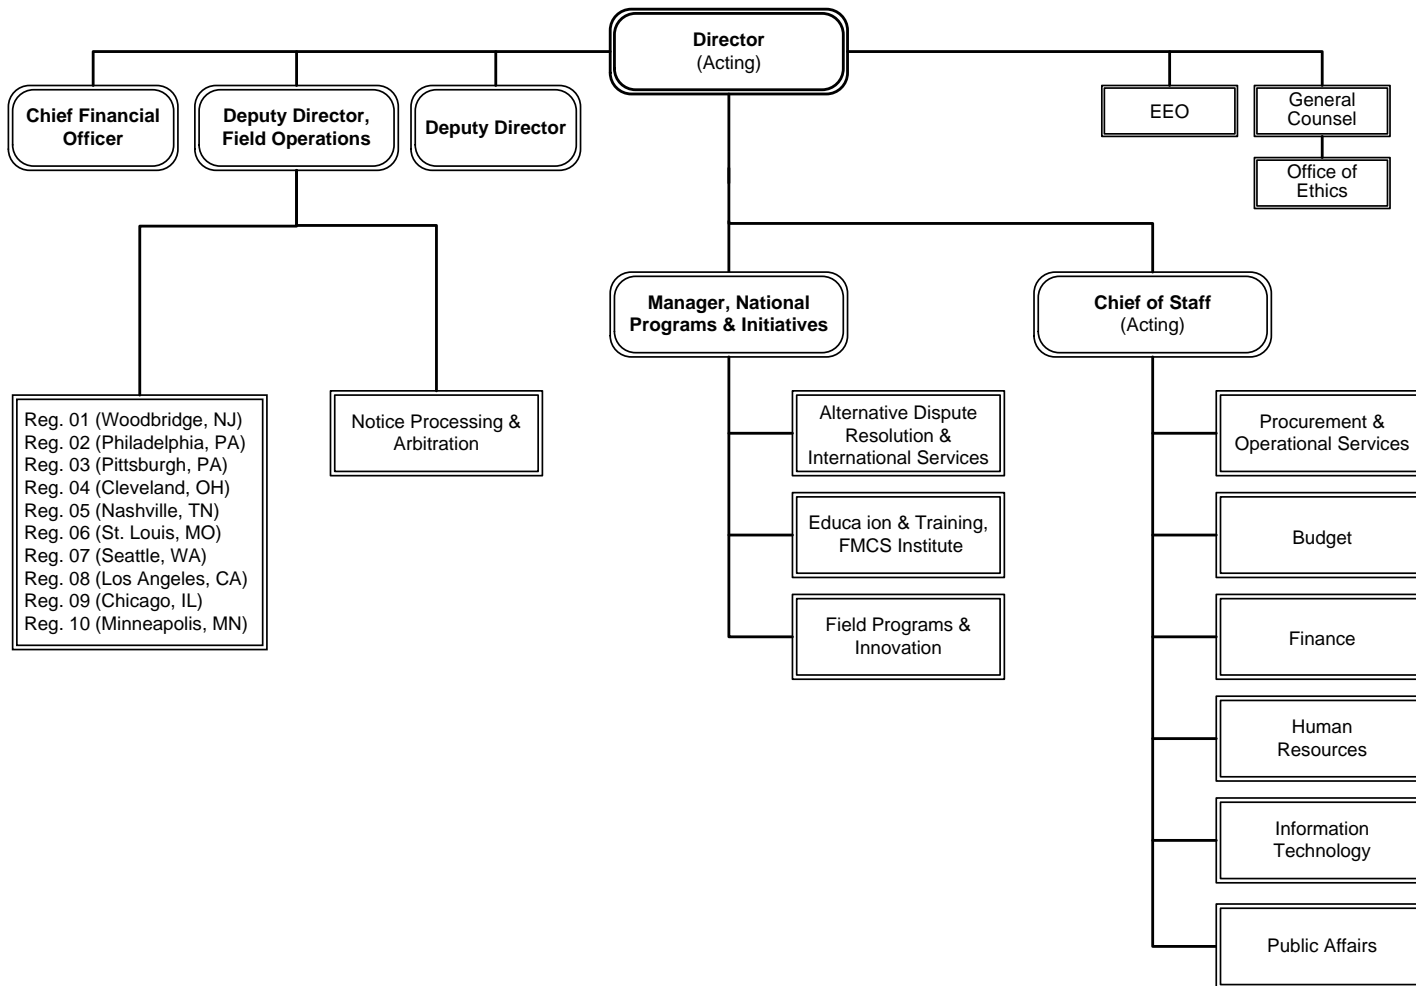 Director
(Acting)
Chief Financial
Officer
Deputy Director,
Field Operations
Deputy Director
EEO
General
Counsel
Office of
Ethics
Manager, National
Programs & Initiatives
Chief of Staff
(Acting)
Reg. 01 (Woodbridge, NJ)
Reg. 02 (Philadelphia, PA)
Reg. 03 (Pittsburgh, PA)
Reg. 04 (Cleveland, OH)
Reg. 05 (Nashville, TN)
Reg. 06 (St. Louis, MO)
Reg. 07 (Seattle, WA)
Reg. 08 (Los Angeles, CA)
Reg. 09 (Chicago, IL)
Reg. 10 (Minneapolis, MN)
Notice Processing &
Arbitration
Alternative Dispute
Resolution &
International Services
Educa ion & Training,
FMCS Institute
Field Programs &
Innovation
Procurement &
Operational Services
Budget
Finance
Human
Resources
Information
Technology
Public Affairs